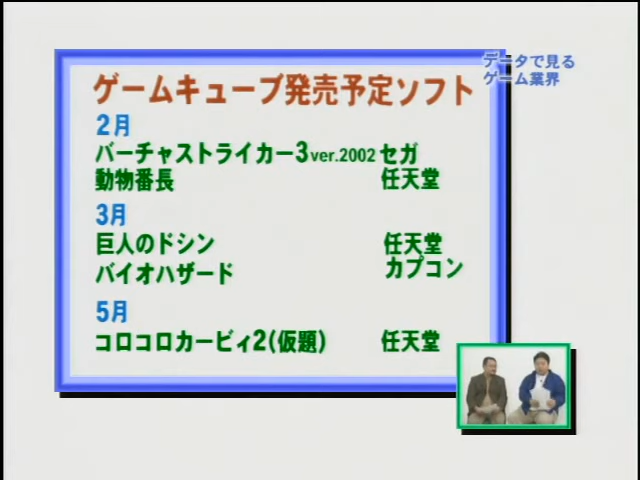 データで見る
ゲーム業界
ゲームキューブ発売予定ソフト
2月
バーチャストライカー3 ver.2002 セガ
動物番長 任天堂
3月
巨人のドシン 任天堂
バイオハザード カプコン
5月
コロコロカービィ2(仮題) 任天堂